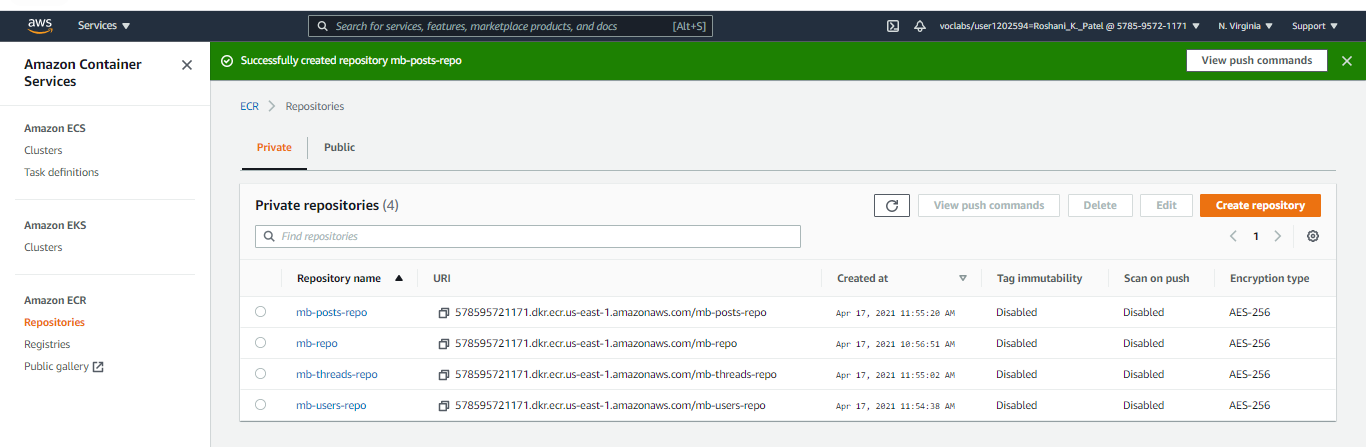 aws Services Search for services, features, marketplace products, and docs [Alt+S] voclabs/user1202594=Roshani_K._Patel @ 5785-9572-1171 N. Virginia Support
Amazon Container Services
Amazon ECS
Clusters
Task definitions
Amazon EKS
Clusters
Amazon ECR
Repositories
Registries
Public gallery
Successfully created repository mb-posts-repo View push commands
ECR Repositories
Private Public
Private repositories (4) View push commands Delete Edit Create repository
Find repositories 1
Repository name URI Created at Tag immutability Scan on push Encryption type
mb-posts-repo 578595721171.dkr.ecr.us-east-1.amazonaws.com/mb-posts-repo Apr 17, 2021 11:55:20 AM Disabled Disabled AES-256
mb-repo 578595721171.dkr.ecr.us-east-1.amazonaws.com/mb-repo Apr 17, 2021 10:56:51 AM Disabled Disabled AES-256
mb-threads-repo 578595721171.dkr.ecr.us-east-1.amazonaws.com/mb-threads-repo Apr 17, 2021 11:55:02 AM Disabled Disabled AES-256
mb-users-repo 578595721171.dkr.ecr.us-east-1.amazonaws.com/mb-users-repo Apr 17, 2021 11:54:38 AM Disabled Disabled AES-256